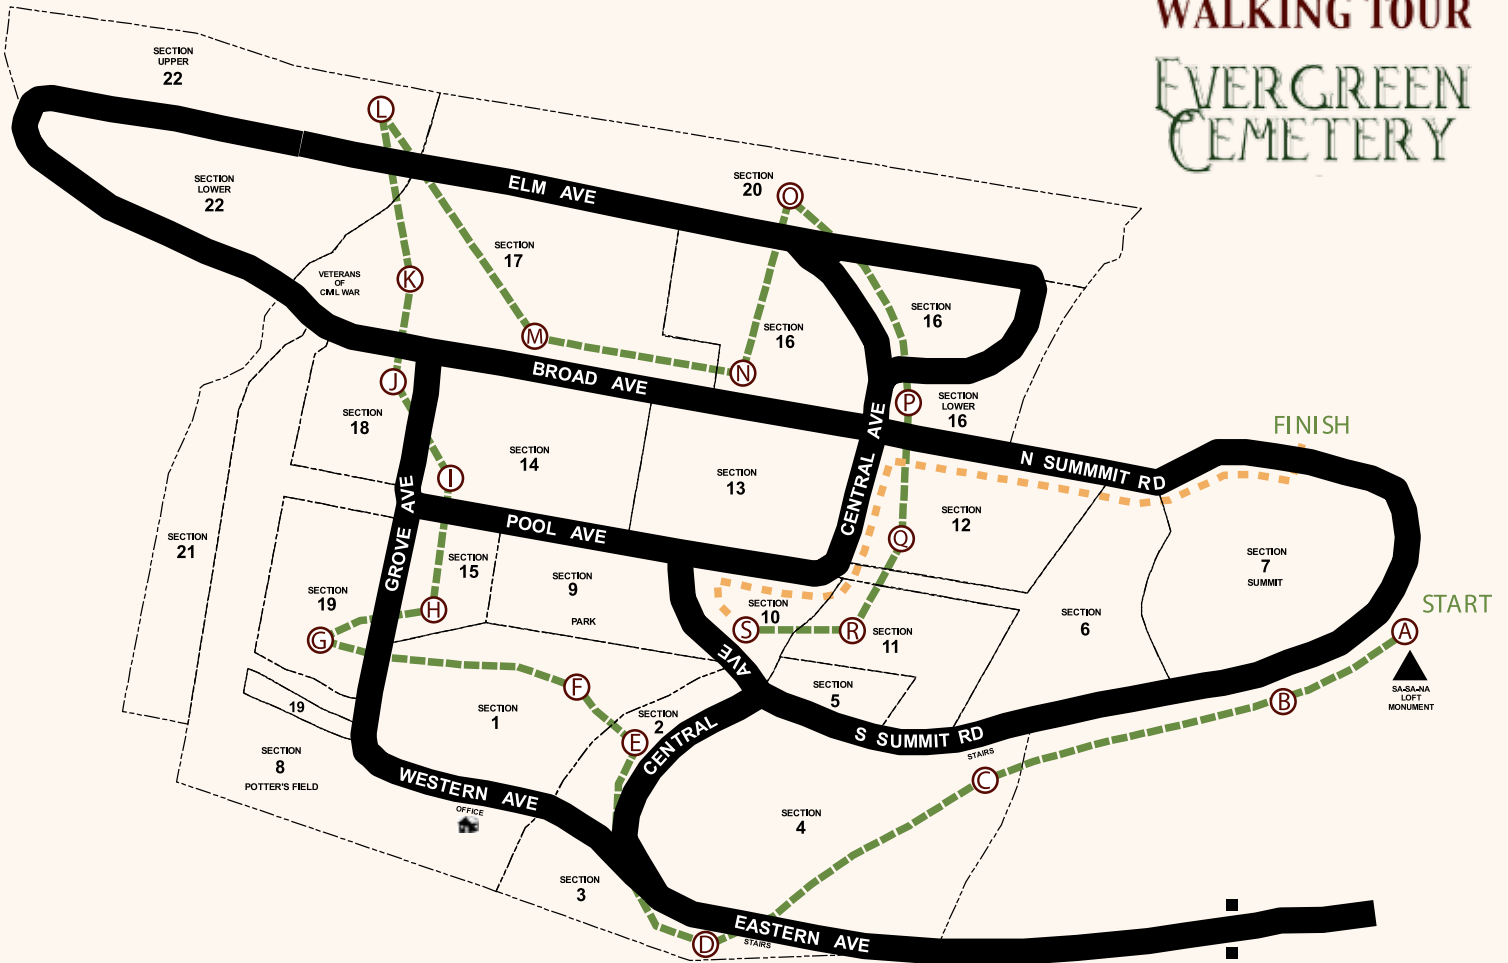 WALKING TOUR
EVERGREEN
CEMETERY
SECTION
UPPER
22
L
SECTION
LOWER
22
ELM AVE
SECTION
20
O
SECTION
17
K
VETERANS
OF
CIVIL WAR
M
SECTION
16
SECTION
16
N
BROAD AVE
J
P
SECTION
LOWER
16
SECTION
18
CENTRAL AVE
FINISH
N SUMMMIT RD
SECTION
14
I
SECTION
13
GROVE AVE
POOL AVE
SECTION
12
Q
SECTION
21
SECTION
7
SUMMIT
SECTION
15
SECTION
9
PARK
SECTION
19
H
G
SECTION
10
S
R
SECTION
11
SECTION
6
START
A
SA-SA-NA
LOFT
MONUMENT
B
AVE
F
SECTION
5
19
SECTION
1
SECTION
2
E
CENTRAL
S SUMMIT RD
STAIRS
C
SECTION
8
POTTER'S FIELD
WESTERN AVE
OFFICE
SECTION
4
SECTION
3
D
EASTERN AVE
STAIRS